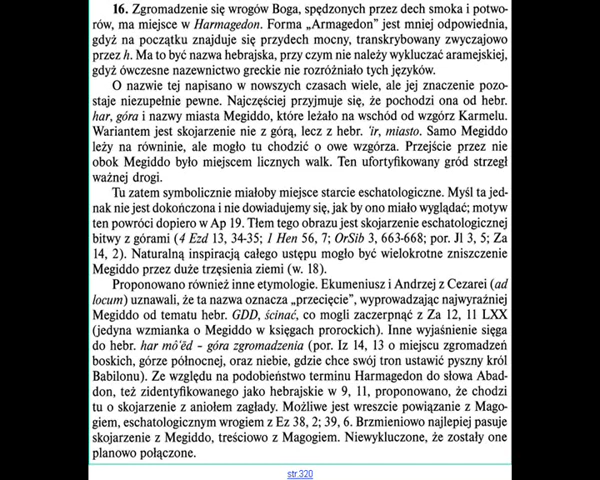 16. Zgromadzenie się wrogów Boga, spędzonych przez dech smoka i potwo-
rów, ma miejsce w Harmagedon. Forma „Armagedon” jest mniej odpowiednia,
gdyż na początku znajduje się przydech mocny, transkrybowany zwyczajowo
przez h. Ma to być nazwa hebrajska, przy czym nie należy wykluczać aramejskiej,
gdyż ówczesne nazewnictwo greckie nie rozróżniało tych języków.
O nazwie tej napisano w nowszych czasach wiele, ale jej znaczenie pozo-
staje niezupełnie pewne. Najczęściej przyjmuje się, że pochodzi ona od hebr.
har, góra i nazwy miasta Megiddo, które leżało na wschód od wzgórz Karmelu.
Wariantem jest skojarzenie nie z górą, lecz z hebr. ʿir, miasto. Samo Megiddo
leży na równinie, ale mogło tu chodzić o owe wzgórza. Przejście przez nie
obok Megiddo było miejscem licznych walk. Ten ufortyfikowany gród strzegł
ważnej drogi.
Tu zatem symbolicznie miałoby miejsce starcie eschatologiczne. Myśl ta jed-
nak nie jest dokończona i nie dowiadujemy się, jak by ono miało wyglądać; motyw
ten powróci dopiero w Ap 19. Tłem tego obrazu jest skojarzenie eschatologicznej
bitwy z górami (4 Ezd 13, 34-35; 1 Hen 56, 7; OrSib 3, 663-668; por. Jl 3, 5; Za
14, 2). Naturalną inspiracją całego ustępu mogło być wielokrotne zniszczenie
Megiddo przez duże trzęsienia ziemi (w. 18).
Proponowano również inne etymologie. Ekumeniusz i Andrzej z Cezarei (ad
locum) uznawali, że ta nazwa oznacza „przecięcie”, wyprowadzając najwyraźniej
Megiddo od tematu hebr. GDD, ścinać, co mogli zaczerpnąć z Za 12, 11 LXX
(jedyna wzmianka o Megiddo w księgach prorockich). Inne wyjaśnienie sięga
do hebr. har môʿēd – góra zgromadzenia (por. Iz 14, 13 o miejscu zgromadzeń
boskich, górze północnej, oraz niebie, gdzie chce swój tron ustawić pyszny król
Babilonu). Ze względu na podobieństwo terminu Harmagedon do słowa Abad-
don, też zidentyfikowanego jako hebrajskie w 9, 11, proponowano, że chodzi
tu o skojarzenie z aniołem zagłady. Możliwe jest wreszcie powiązanie z Mago-
giem, eschatologicznym wrogiem z Ez 38, 2; 39, 6. Brzmieniowo najlepiej pasuje
skojarzenie z Megiddo, treściowo z Magogiem. Niewykluczone, że zostały one
planowo połączone.
str.320